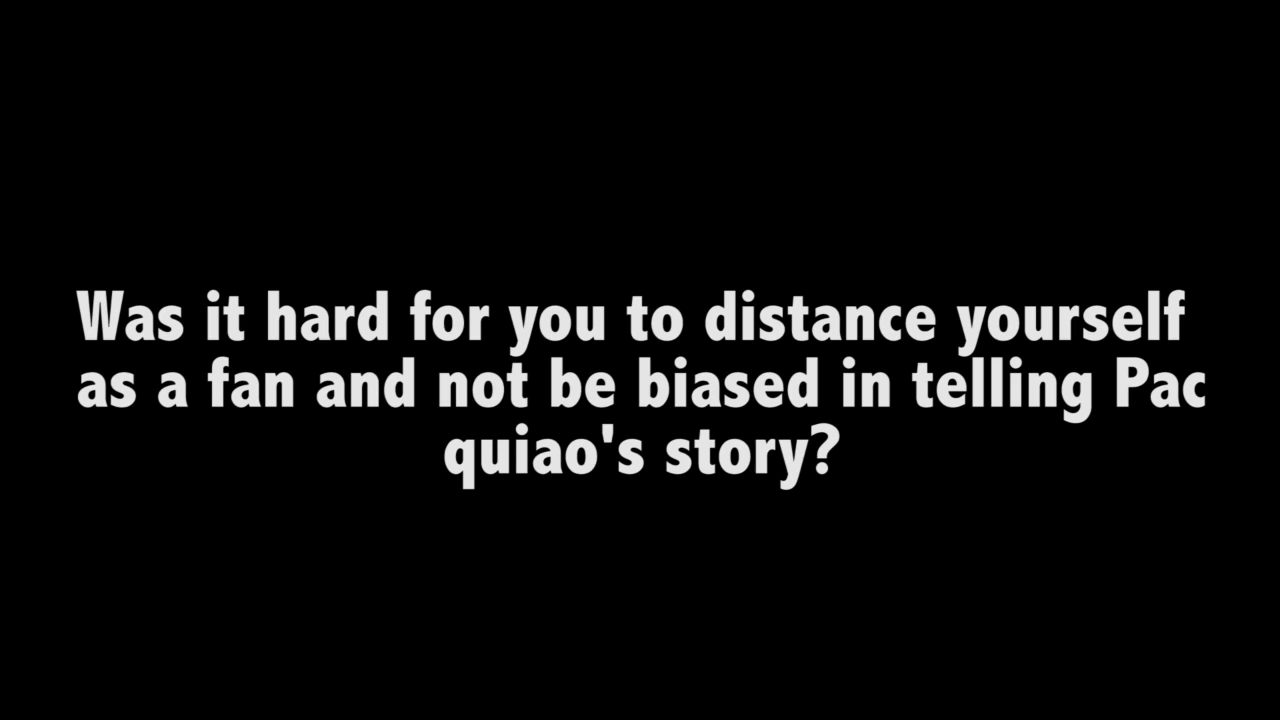 Was it hard for you to distance yourself
as a fan and not be biased in telling Pac
quiao's story?